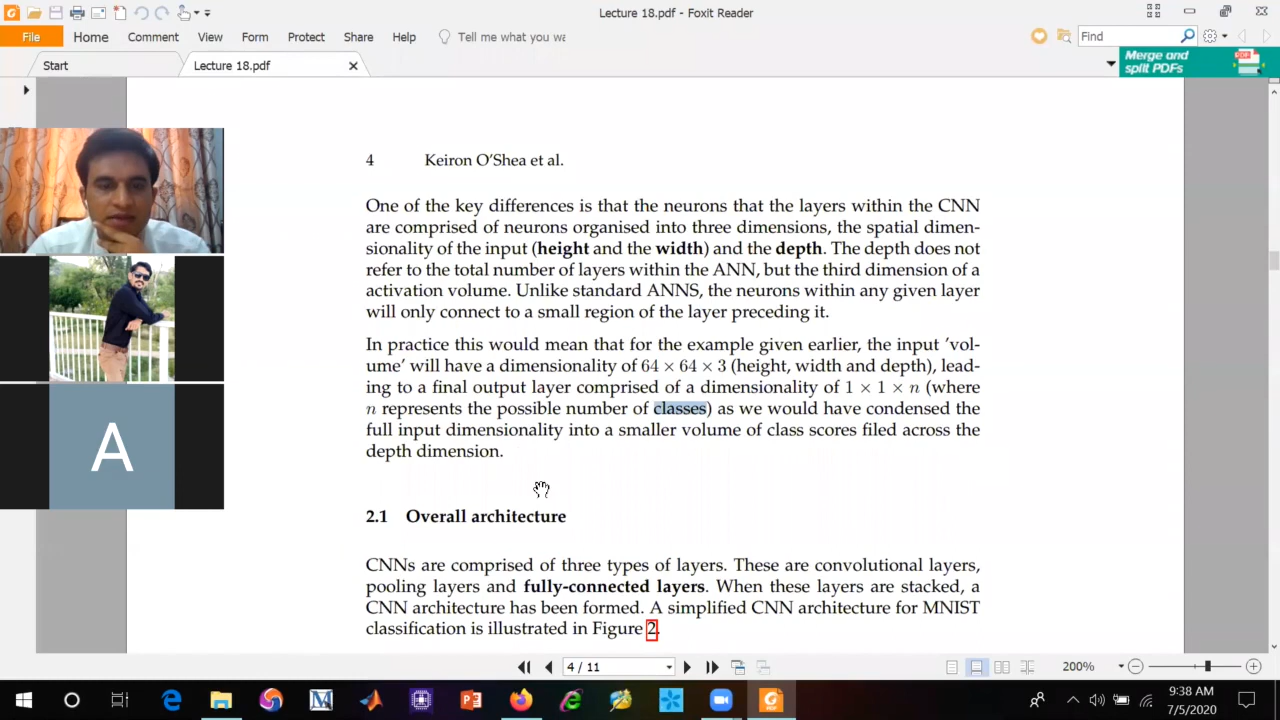 Lecture 18.pdf - Foxit Reader
File Home Comment View Form Protect Share Help Tell me what you wa Find
Start Lecture 18.pdf Merge and
split PDFs
4 Keiron O'Shea et al.
One of the key differences is that the neurons that the layers within the CNN
are comprised of neurons organised into three dimensions, the spatial dimen-
sionality of the input (height and the width) and the depth. The depth does not
refer to the total number of layers within the ANN, but the third dimension of a
activation volume. Unlike standard ANNS, the neurons within any given layer
will only connect to a small region of the layer preceding it.
In practice this would mean that for the example given earlier, the input 'vol-
ume' will have a dimensionality of 64 × 64 × 3 (height, width and depth), lead-
ing to a final output layer comprised of a dimensionality of 1 × 1 × n (where
n represents the possible number of classes) as we would have condensed the
full input dimensionality into a smaller volume of class scores filed across the
depth dimension.
A
2.1 Overall architecture
CNNs are comprised of three types of layers. These are convolutional layers,
pooling layers and fully-connected layers. When these layers are stacked, a
CNN architecture has been formed. A simplified CNN architecture for MNIST
classification is illustrated in Figure 2.
4 / 11 200%
9:38 AM
7/5/2020